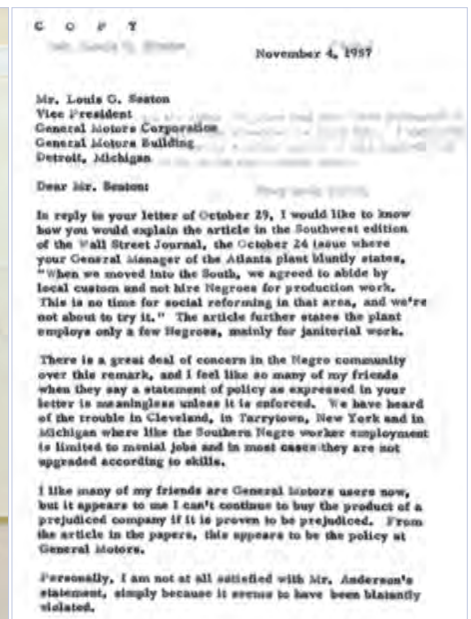 C O P Y
November 4, 1957
Mr. Louis G. Seaton
Vice President
General Motors Corporation
General Motors Building
Detroit, Michigan
Dear Mr. Seaton:
In reply to your letter of October 29, I would like to know
how you would explain the article in the Southwest edition
of the Wall Street Journal, the October 24 issue where
your General Manager of the Atlanta plant bluntly states,
"When we moved into the South, we agreed to abide by
local custom and not hire Negroes for production work.
This is no time for social reforming in that area, and we're
not about to try it." The article further states the plant
employs only a few Negroes, mainly for janitorial work.
There is a great deal of concern in the Negro community
over this remark, and I feel like so many of my friends
when they say a statement of policy as expressed in your
letter is meaningless unless it is enforced. We have heard
of the trouble in Cleveland, in Tarrytown, New York and in
Michigan where like the Southern Negro worker employment
is limited to menial jobs and in most cases they are not
upgraded according to skills.
I like many of my friends are General Motors users now,
but it appears to me I can't continue to buy the product of a
prejudiced company if it is proven to be prejudiced. From
the article in the papers, this appears to be the policy at
General Motors.
Personally, I am not at all satisfied with Mr. Anderson's
statement, simply because it seems to have been blatantly
violated.